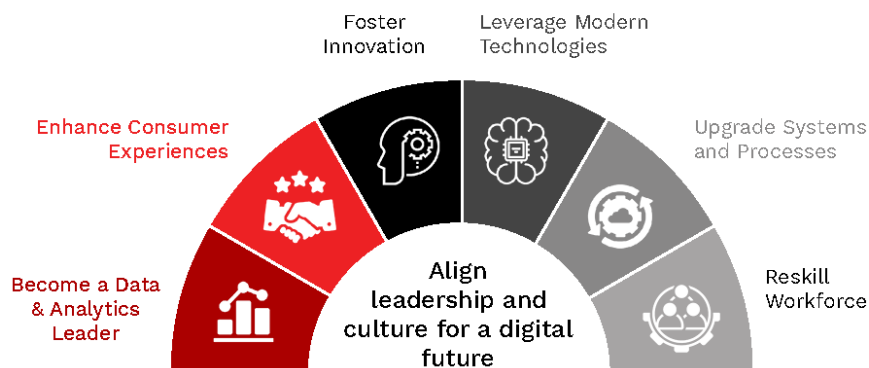 Foster
Innovation
Leverage Modern
Technologies
Enhance Consumer
Experiences
Upgrade Systems
and Processes
Become a Data
& Analytics
Leader
Align
leadership and
culture for a digital
future
Reskill
Workforce